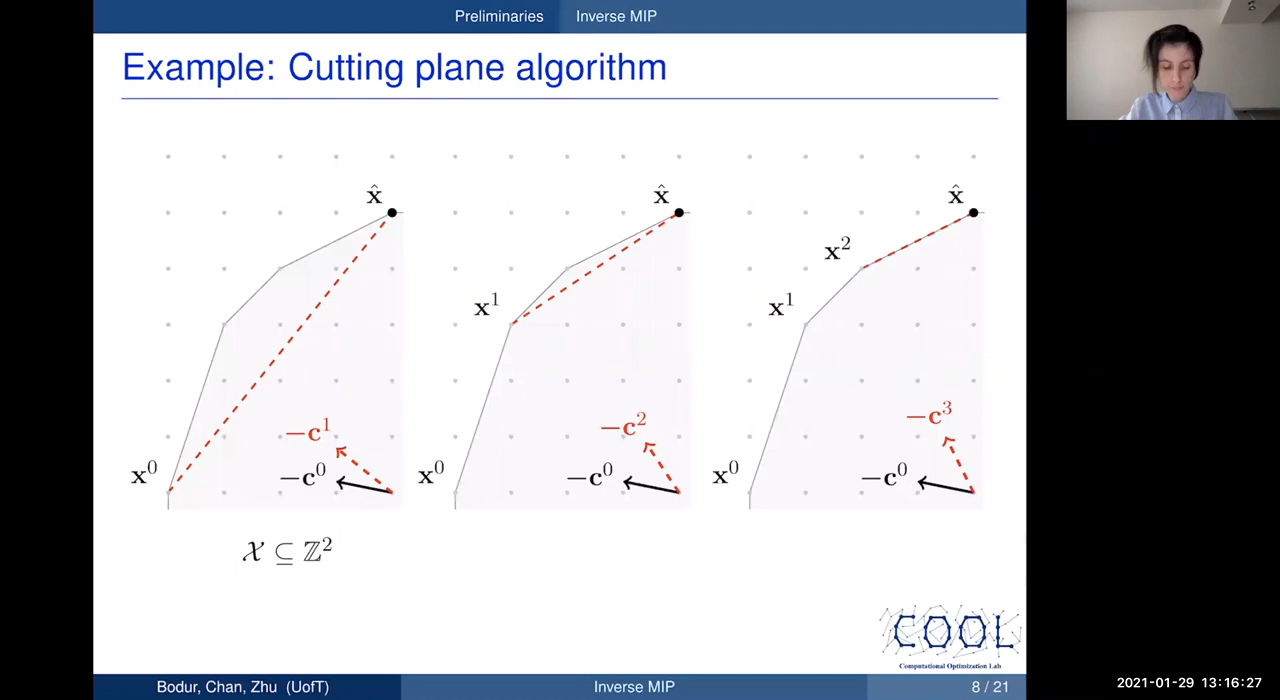 Preliminaries Inverse MIP
Example: Cutting plane algorithm
x̂ x̂ x̂
x²
x¹ x¹
−c¹ −c² −c³
x⁰ −c⁰ x⁰ −c⁰ x⁰ −c⁰
𝒳 ⊆ ℤ²
COOL
Computational Optimization Lab
Bodur, Chan, Zhu (UofT) Inverse MIP 8 / 21
2021-01-29 13:16:27